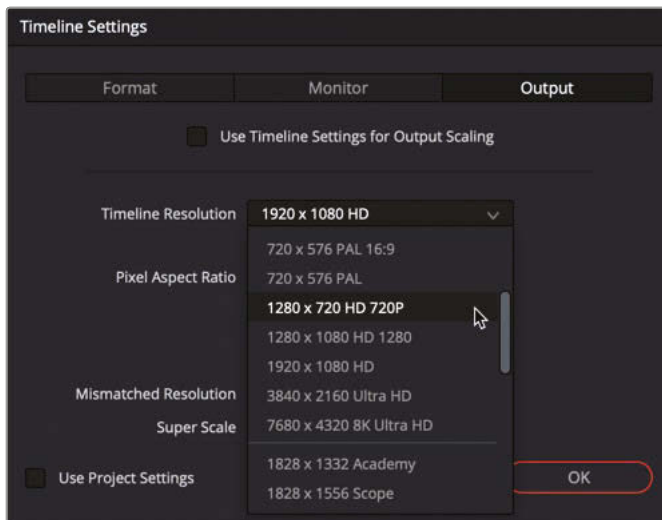 Timeline Settings
Format Monitor Output
Use Timeline Settings for Output Scaling
Timeline Resolution 1920 x 1080 HD
720 x 576 PAL 16:9
Pixel Aspect Ratio 720 x 576 PAL
1280 x 720 HD 720P
1280 x 1080 HD 1280
1920 x 1080 HD
Mismatched Resolution 3840 x 2160 Ultra HD
Super Scale 7680 x 4320 8K Ultra HD
1828 x 1332 Academy
Use Project Settings OK
1828 x 1556 Scope